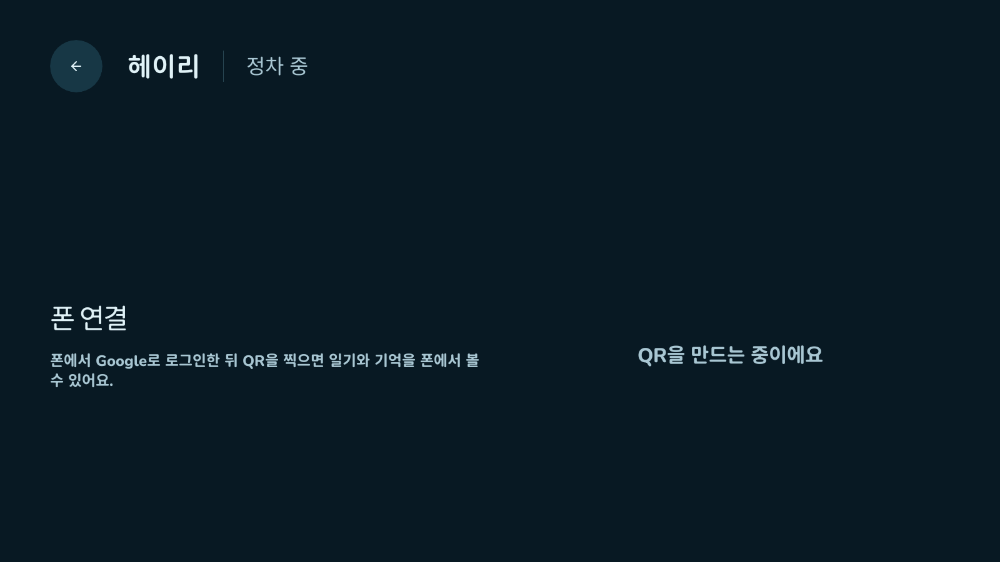 헤이리
정차 중
폰 연결
폰에서 Google로 로그인한 뒤 QR을 찍으면 일기와 기억을 폰에서 볼
수 있어요.
QR을 만드는 중이에요